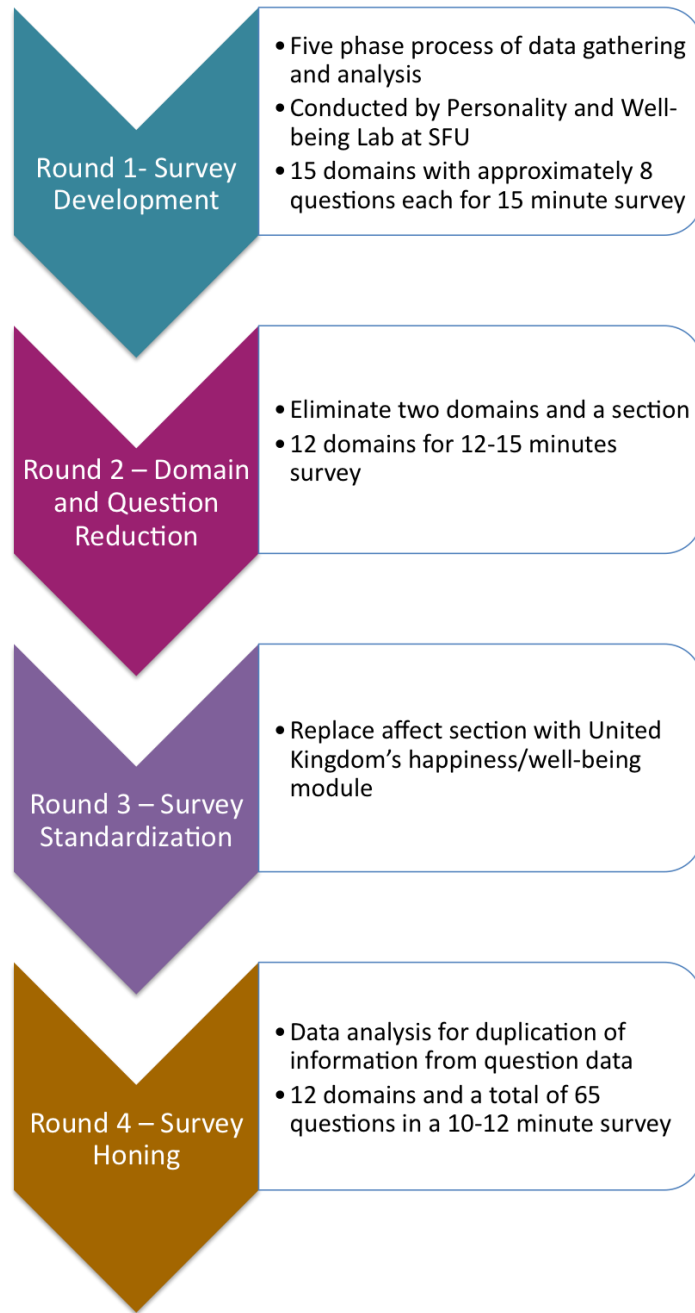 Round 1- Survey
Development
• Five phase process of data gathering
and analysis
• Conducted by Personality and Well-
being Lab at SFU
• 15 domains with approximately 8
questions each for 15 minute survey
Round 2 – Domain
and Question
Reduction
• Eliminate two domains and a section
• 12 domains for 12-15 minutes
survey
Round 3 – Survey
Standardization
• Replace affect section with United
Kingdom’s happiness/well-being
module
Round 4 – Survey
Honing
• Data analysis for duplication of
information from question data
• 12 domains and a total of 65
questions in a 10-12 minute survey